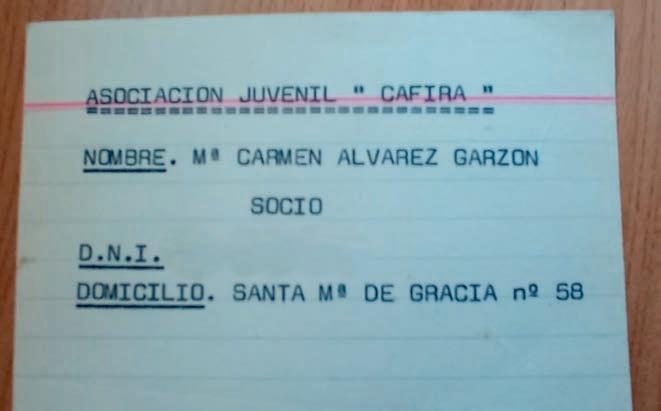 ASOCIACION JUVENIL " CAFIRA "
NOMBRE. Mª CARMEN ALVAREZ GARZON
SOCIO
D.N.I.
DOMICILIO. SANTA Mª DE GRACIA nº 58